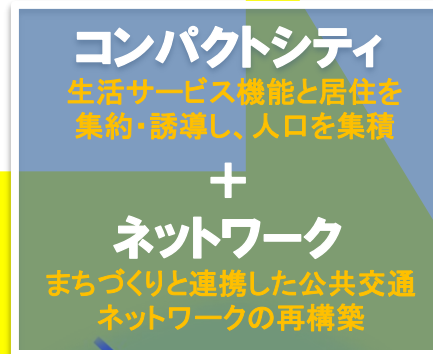 コンパクトシティ
生活サービス機能と居住を
集約・誘導し、人口を集積
＋
ネットワーク
まちづくりと連携した公共交通
ネットワークの再構築